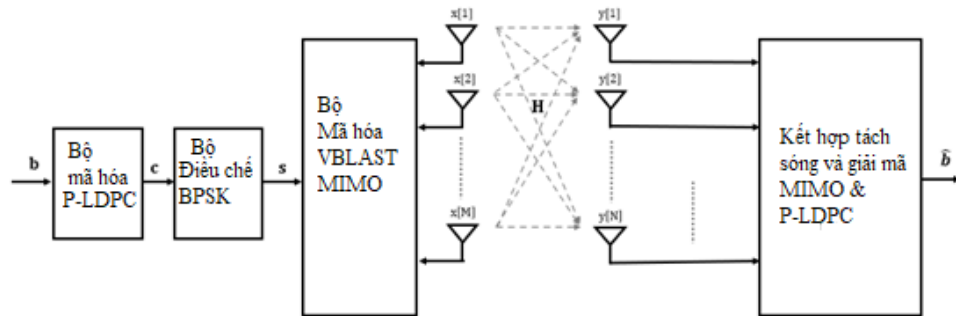 x[1]
y[1]
x[2]
y[2]
H
Bộ
Mã hóa
VBLAST
MIMO
b
Bộ
mã hóa
P-LDPC
c
Bộ
Điều chế
BPSK
s
Kết hợp tách
sóng và giải mã
MIMO &
P-LDPC
b̂
x[M]
y[N]